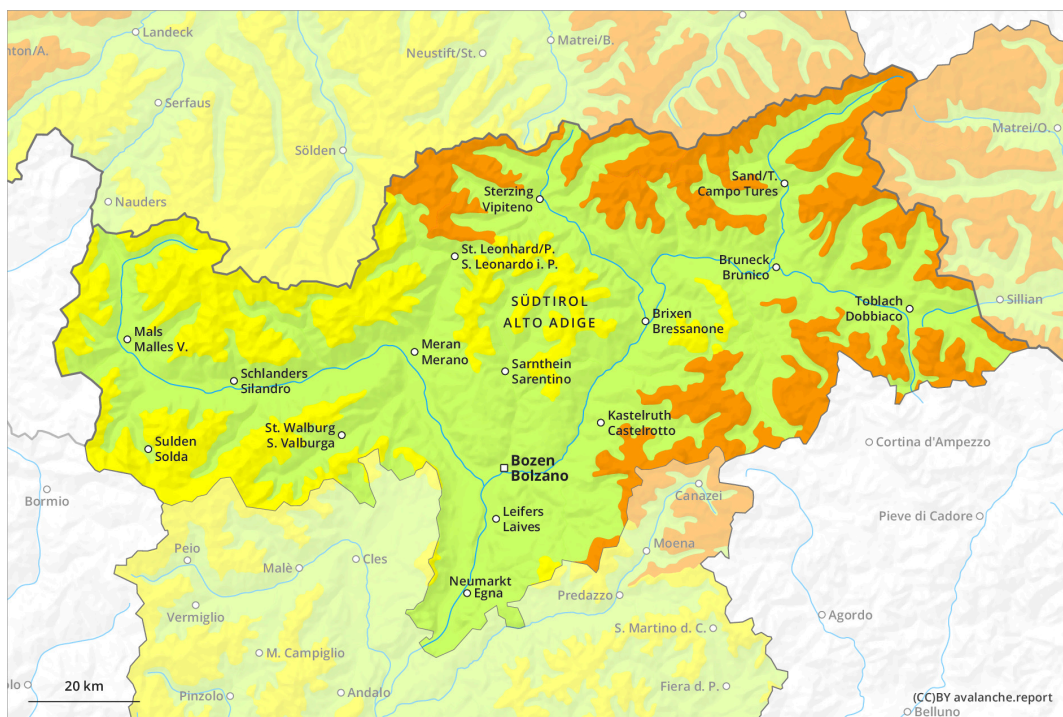 Landeck
nton/A.
Neustift/St.
Matrei/B.
Serfaus
Matrei/O.
Sölden
Sand/T.
Campo Tures
Sterzing
Vipiteno
Nauders
St. Leonhard/P.
S. Leonardo i. P.
Bruneck
Brunico
SÜDTIROL
ALTO ADIGE
Toblach
Dobbiaco
Sillian
Brixen
Bressanone
Mals
Malles V.
Meran
Merano
Sarnthein
Sarentino
Schlanders
Silandro
Kastelruth
Castelrotto
St. Walburg
S. Valburga
Sulden
Solda
Cortina d'Ampezzo
Bozen
Bolzano
Bormio
Canazei
Leifers
Laives
Pieve di Cadore
Peio
Cles
Moena
Malè
Neumarkt
Egna
Predazzo
Vermiglio
Agordo
S. Martino d. C.
M. Campiglio
olo
20 km
Pinzolo
Andalo
Fiera d. P.
(CC)BY avalanche.report
Belluno